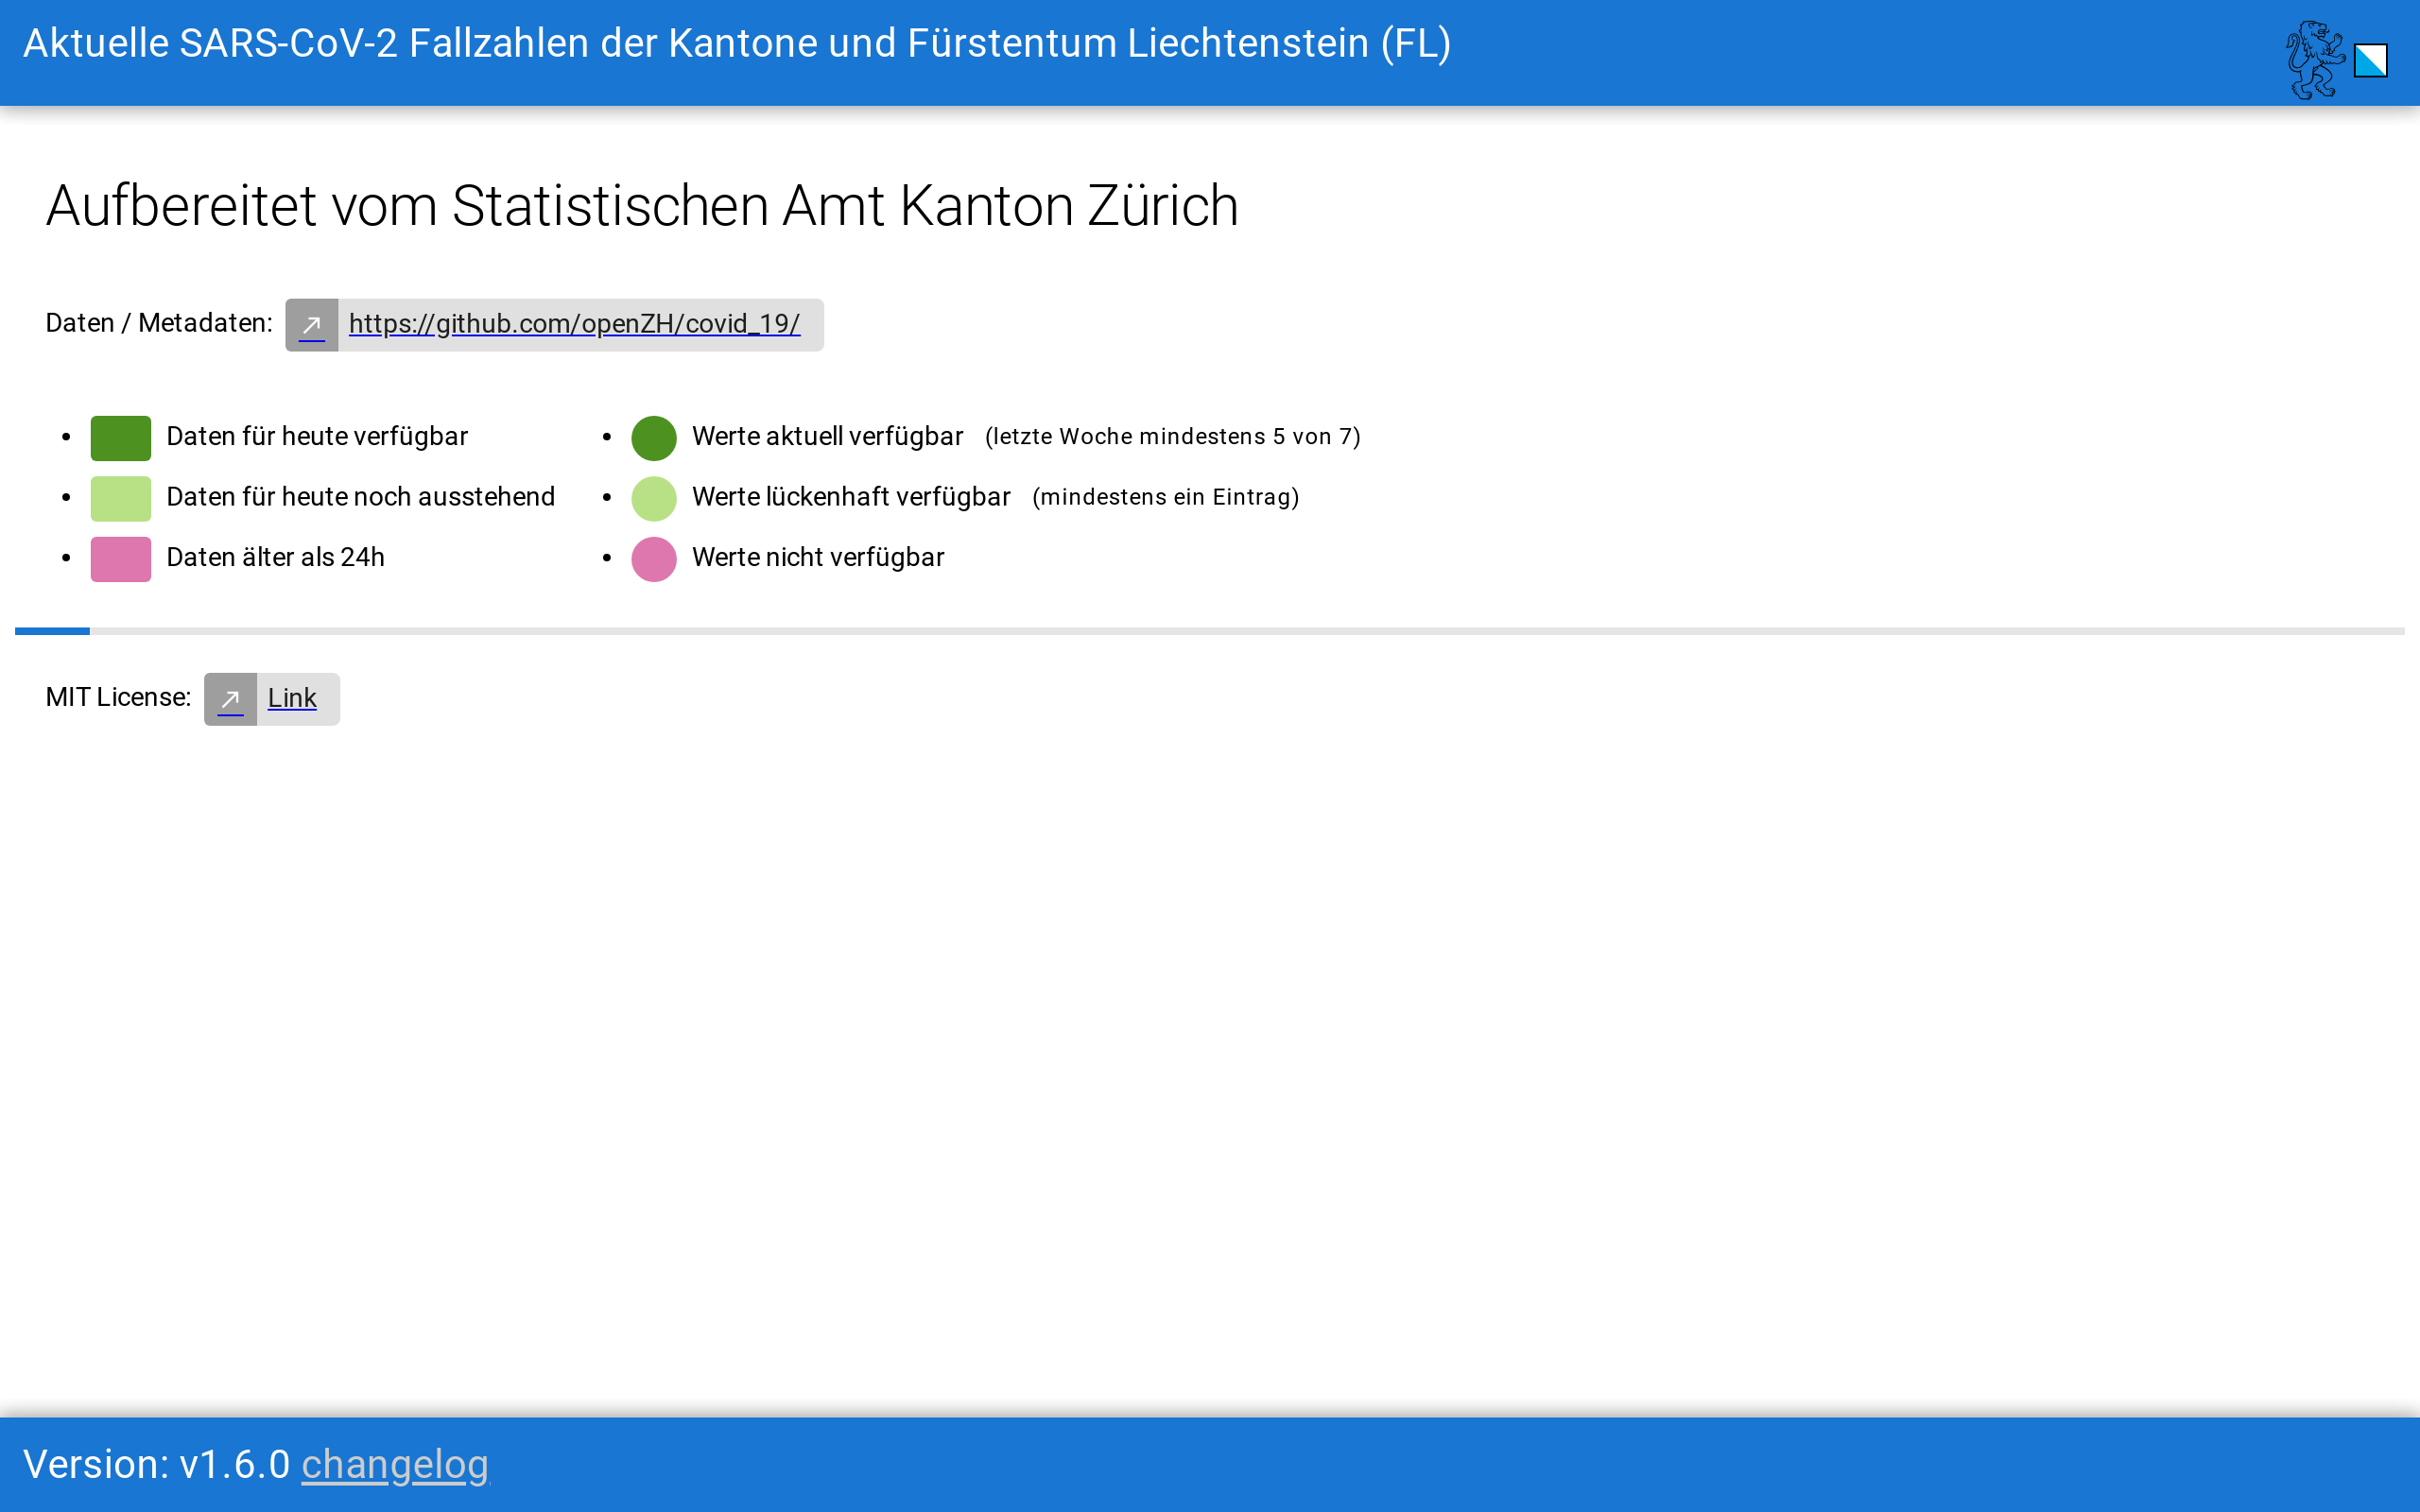 Aktuelle SARS-CoV-2 Fallzahlen der Kantone und Fürstentum Liechtenstein (FL)
Aufbereitet vom Statistischen Amt Kanton Zürich
Daten / Metadaten: https://github.com/openZH/covid_19/
Daten für heute verfügbar
Daten für heute noch ausstehend
Daten älter als 24h
Werte aktuell verfügbar (letzte Woche mindestens 5 von 7)
Werte lückenhaft verfügbar (mindestens ein Eintrag)
Werte nicht verfügbar
MIT License: Link
Version: v1.6.0 changelog